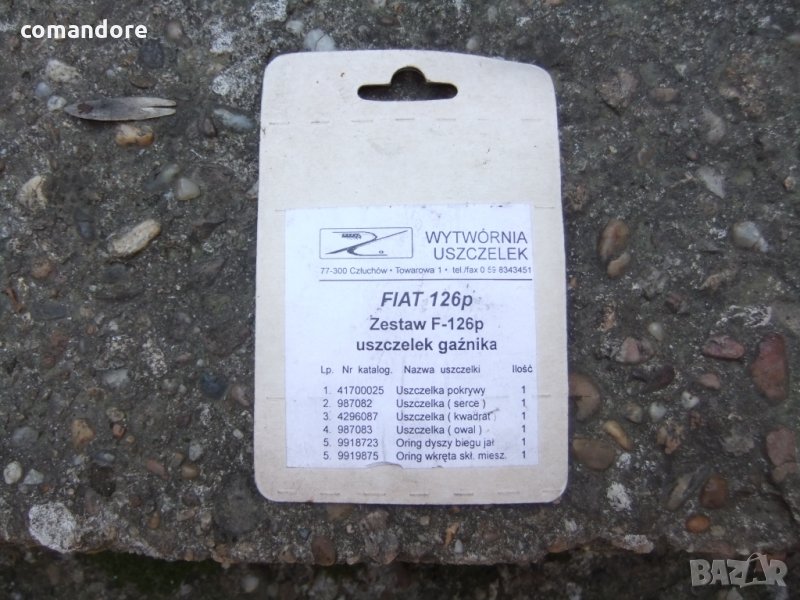 comandore
WYTWÓRNIA
USZCZELEK
77-300 Człuchów • Towarowa 1 • tel./fax 0 59 8343451
FIAT 126p
Zestaw F-126p
uszczelek gaźnika
Lp. Nr katalog. Nazwa uszczelki Ilość
1. 41700025 Uszczelka pokrywy 1
2. 987082 Uszczelka ( serce ) 1
3. 4296087 Uszczelka ( kwadrat ) 1
4. 987083 Uszczelka ( owal ) 1
5. 9918723 Oring dyszy biegu jał 1
5. 9919875 Oring wkręta skł. miesz. 1
BAZAR